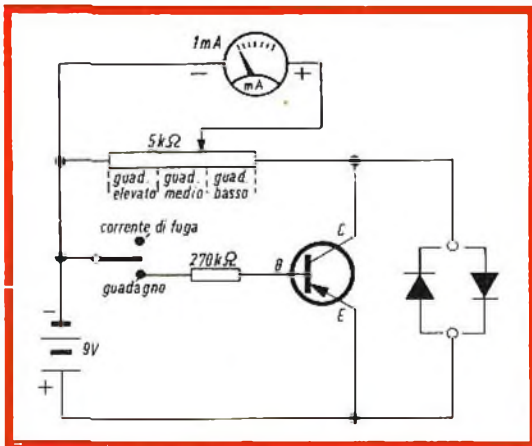 1mA
− +
mA
5kΩ
guad. guad. guad.
elevato medio basso
corrente di fuga
270kΩ
guadagno
B
C
E
−
9V
+